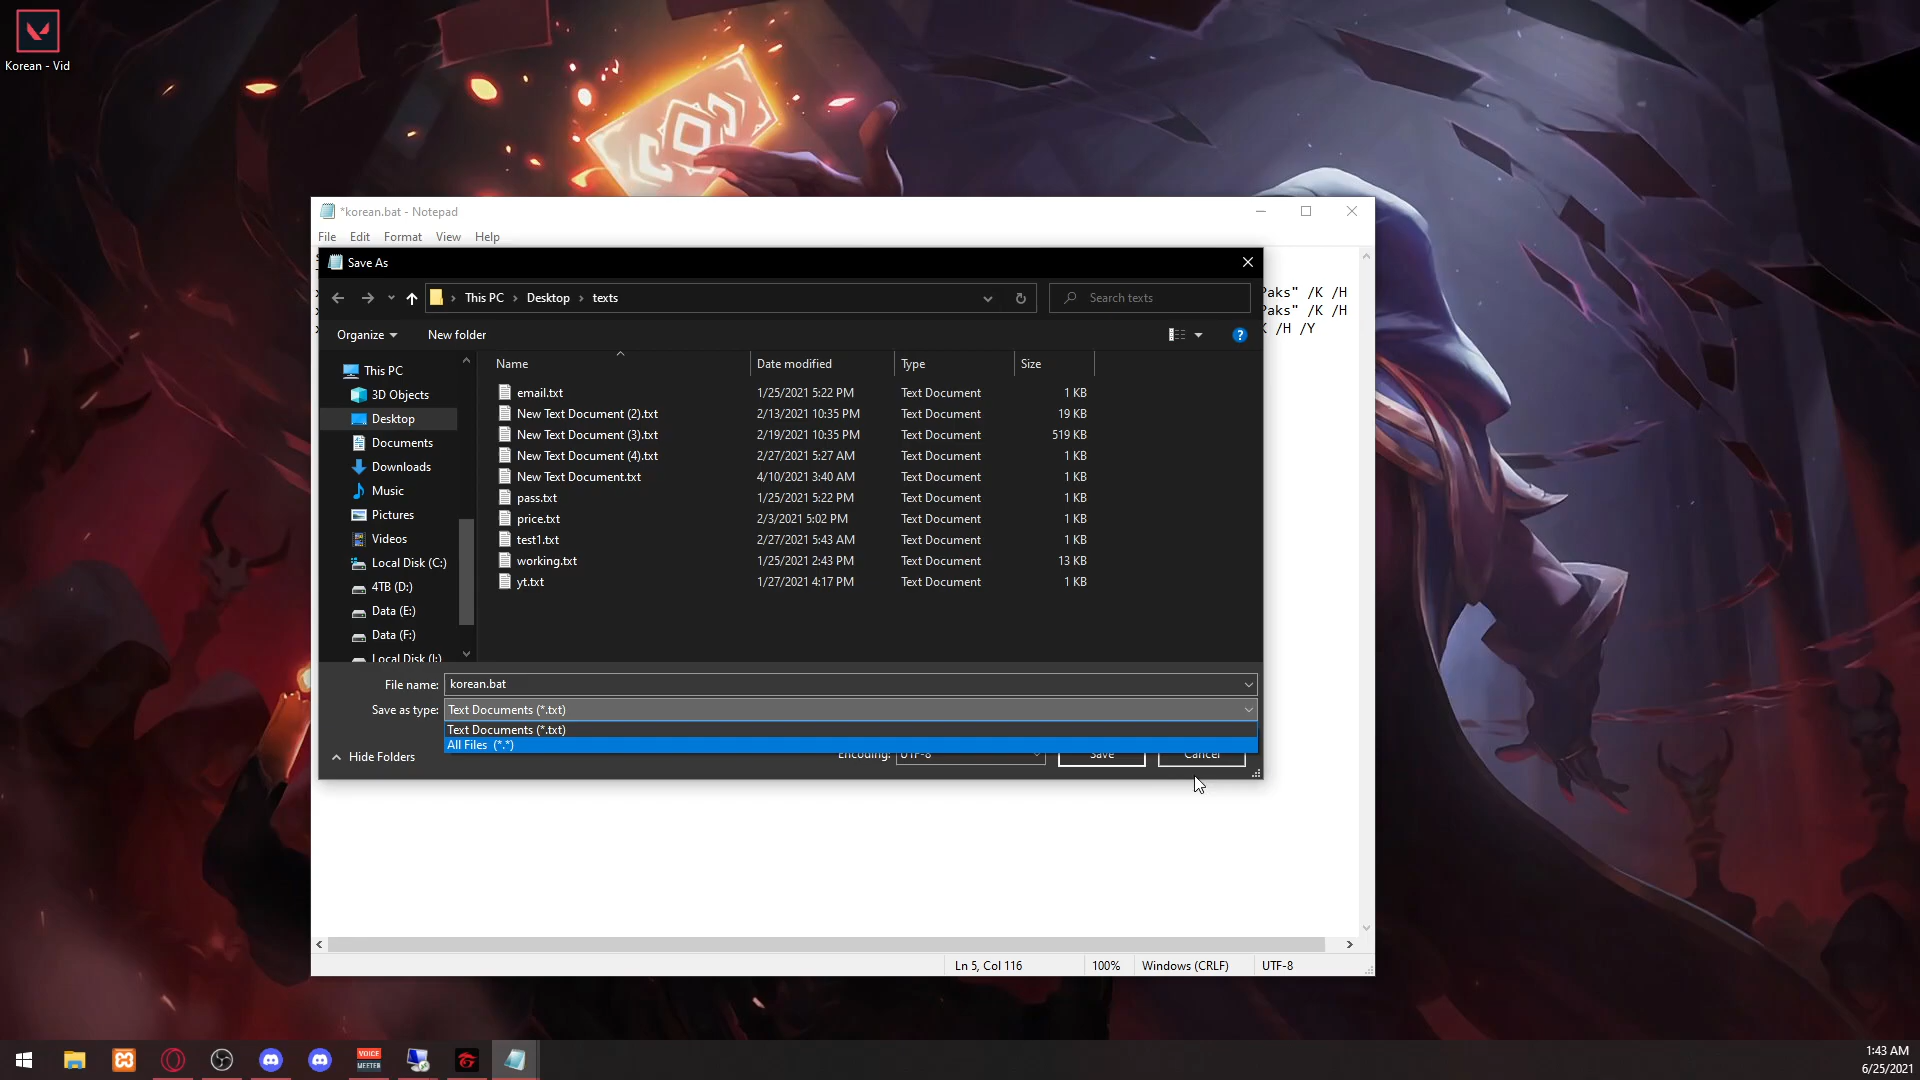 Korean - Vid
*korean.bat - Notepad
File Edit Format View Help
Save As
This PC > Desktop > texts
Search texts
Organize New folder
Name Date modified Type Size
This PC
3D Objects
Desktop
Documents
Downloads
Music
Pictures
Videos
Local Disk (C:)
4TB (D:)
Data (E:)
Data (F:)
Local Disk (I:)
email.txt 1/25/2021 5:22 PM Text Document 1 KB
New Text Document (2).txt 2/13/2021 10:35 PM Text Document 19 KB
New Text Document (3).txt 2/19/2021 10:35 PM Text Document 519 KB
New Text Document (4).txt 2/27/2021 5:27 AM Text Document 1 KB
New Text Document.txt 4/10/2021 3:40 AM Text Document 1 KB
pass.txt 1/25/2021 5:22 PM Text Document 1 KB
price.txt 2/3/2021 5:02 PM Text Document 1 KB
test1.txt 2/27/2021 5:43 AM Text Document 1 KB
working.txt 1/25/2021 2:43 PM Text Document 13 KB
yt.txt 1/27/2021 4:17 PM Text Document 1 KB
Paks" /K /H
Paks" /K /H
K /H /Y
File name: korean.bat
Save as type: Text Documents (*.txt)
Text Documents (*.txt)
All Files (*.*)
Hide Folders
Encoding: UTF-8 Save Cancel
Ln 5, Col 116 100% Windows (CRLF) UTF-8
VOICE
MEETER
1:43 AM
6/25/2021